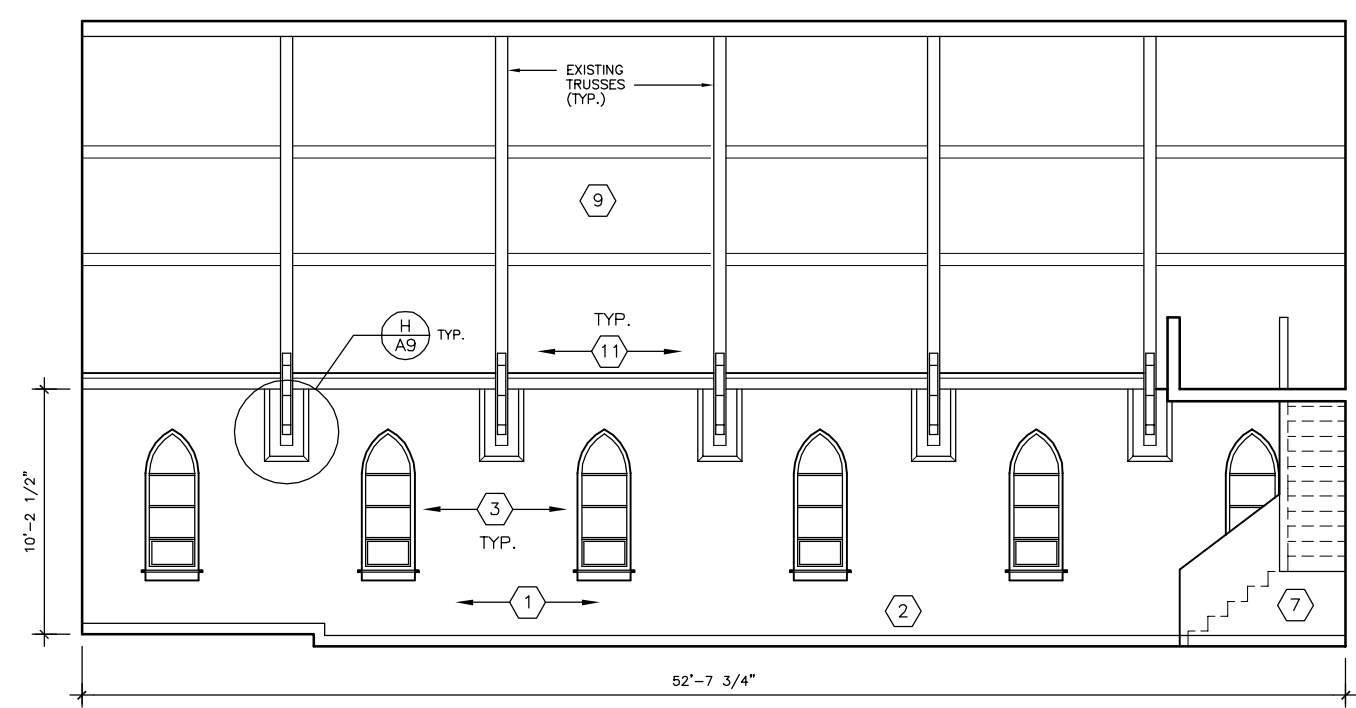 EXISTING
TRUSSES
(TYP.)
9
H
A9
TYP.
TYP.
11
10'-2 1/2"
3
TYP.
1
2
7
52'-7 3/4"